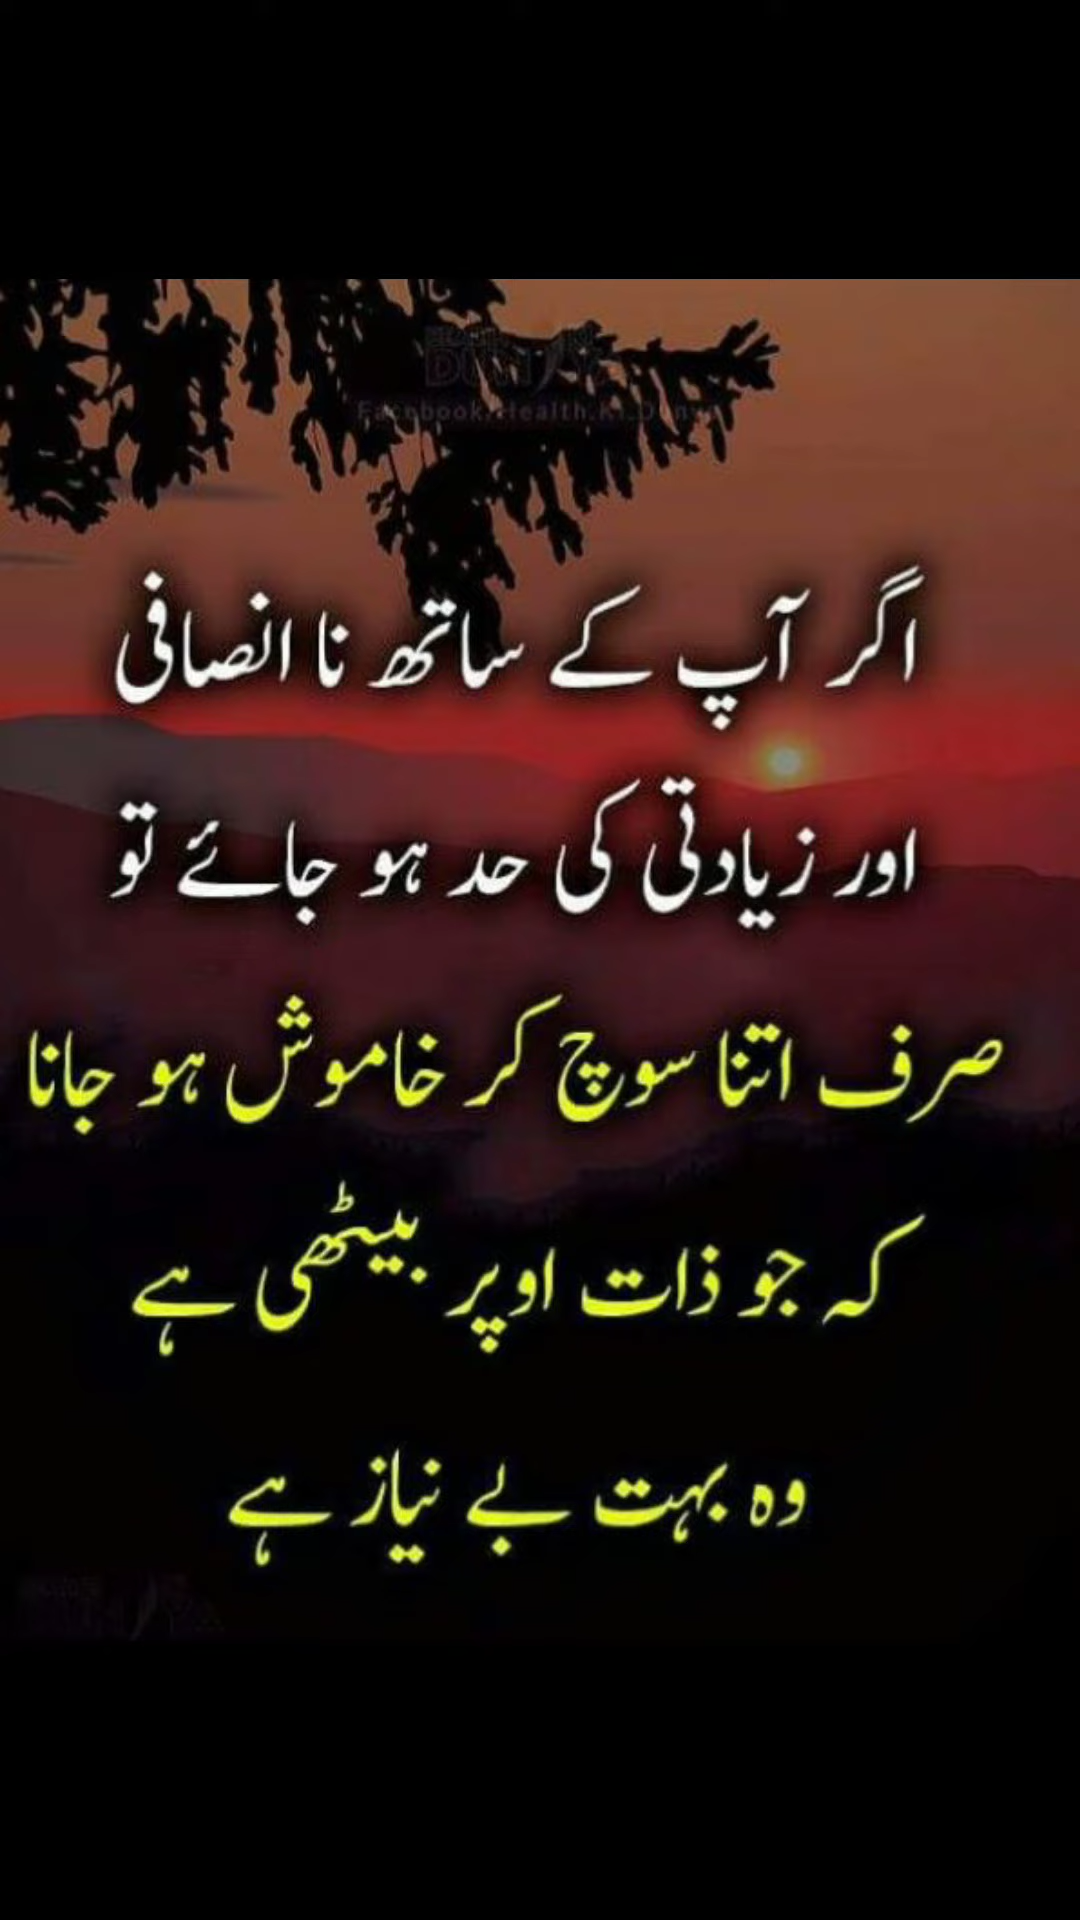 اگر آپ کے ساتھ نا انصافی
اور زیادتی کی حد ہو جائے تو
صرف اتنا سوچ کر خاموش ہو جانا
کہ جو ذات اوپر بیٹھی ہے
وہ بہت بے نیاز ہے